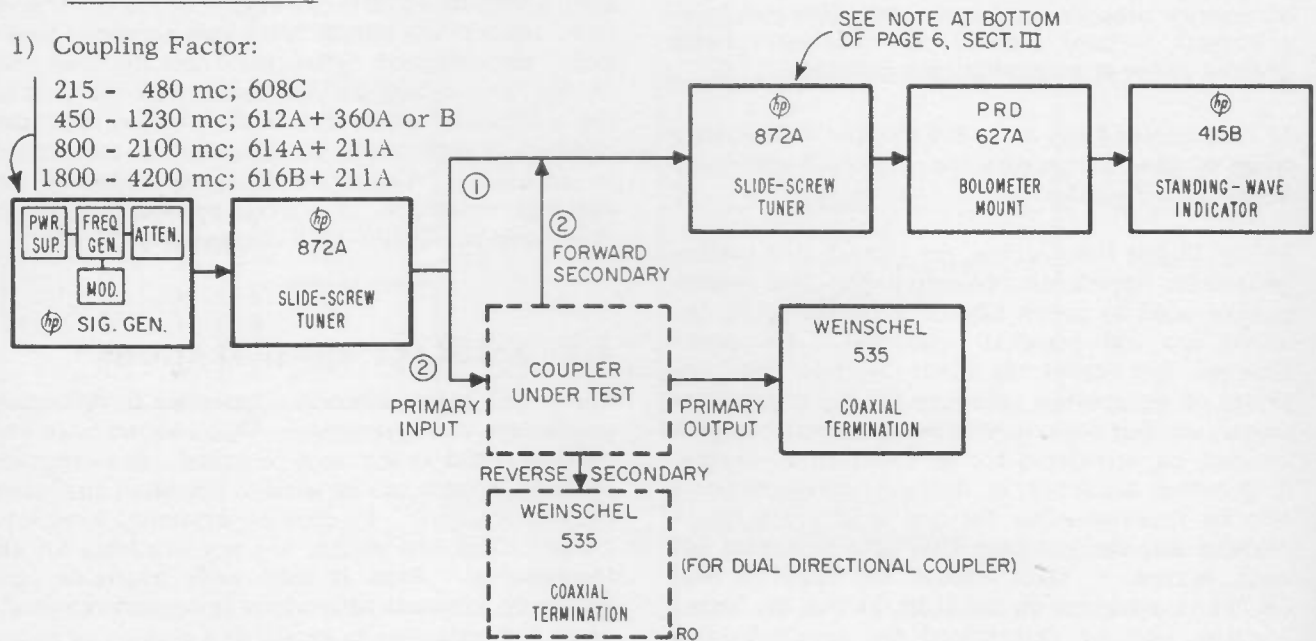 1) Coupling Factor:
215 - 480 mc; 608C
450 - 1230 mc; 612A + 360A or B
800 - 2100 mc; 614A + 211A
1800 - 4200 mc; 616B + 211A
PWR. SUP.
FREQ GEN.
ATTEN.
MOD.
hp SIG. GEN.
hp
872A
SLIDE-SCREW
TUNER
①
②
PRIMARY
INPUT
②
FORWARD
SECONDARY
SEE NOTE AT BOTTOM
OF PAGE 6, SECT. III
hp
872A
SLIDE-SCREW
TUNER
PRD
627A
BOLOMETER
MOUNT
hp
415B
STANDING-WAVE
INDICATOR
COUPLER
UNDER TEST
PRIMARY
OUTPUT
WEINSCHEL
535
COAXIAL
TERMINATION
REVERSE SECONDARY
WEINSCHEL
535
COAXIAL
TERMINATION
(FOR DUAL DIRECTIONAL COUPLER)
RO